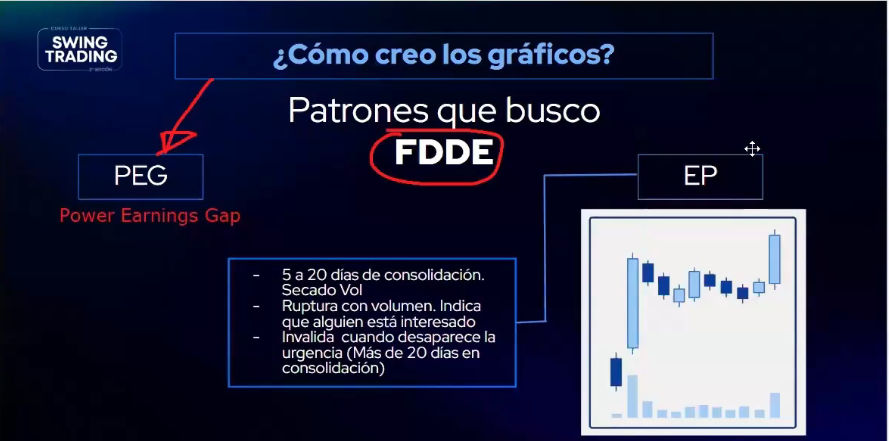 CURSO TALLER
SWING
TRADING
¿Cómo creo los gráficos?
Patrones que busco
FDDE
PEG
Power Earnings Gap
EP
- 5 a 20 días de consolidación.
Secado Vol
- Ruptura con volumen. Indica
que alguien está interesado
- Invalida cuando desaparece la
urgencia (Más de 20 días en
consolidación)